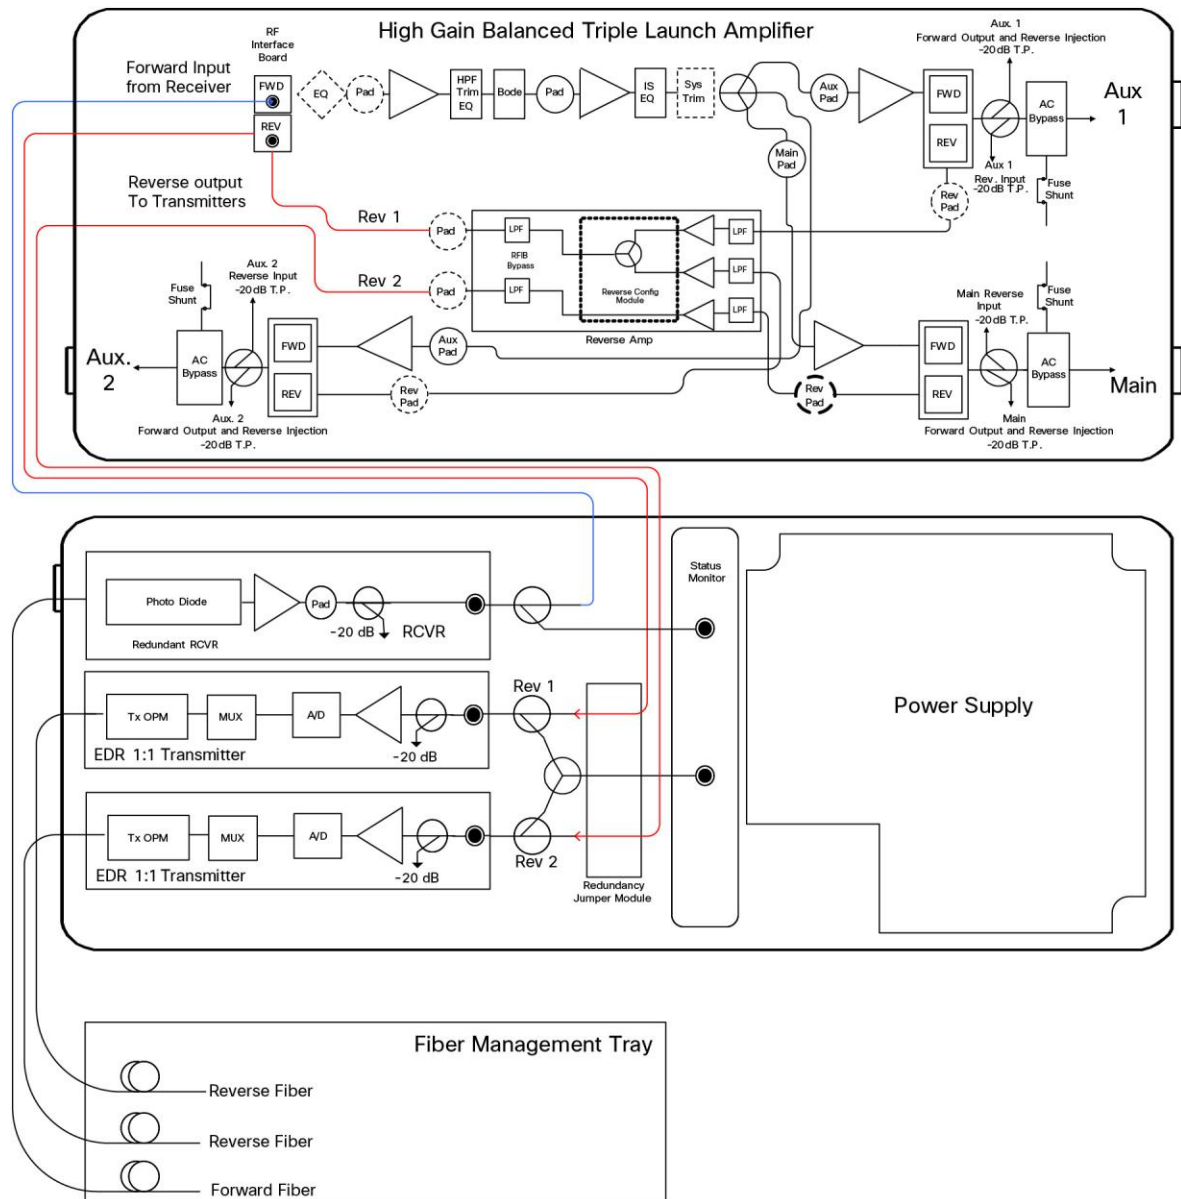 High Gain Balanced Triple Launch Amplifier
RF
Interface
Board
Forward Input
from Receiver
FWD
REV
EQ
Pad
HPF
Trim
EQ
Bode
Pad
IS
EQ
Sys
Trim
Aux
Pad
FWD
REV
Aux. 1
Forward Output and Reverse Injection
-20dB T.P.
AC
Bypass
Aux
1
Main
Pad
Aux 1
Rev. Input
-20dB T.P.
Rev
Pad
Fuse
Shunt
Reverse output
To Transmitters
Rev 1
Pad
LPF
RFIB
Bypass
LPF
Reverse Config
Module
LPF
LPF
LPF
Reverse Amp
Rev 2
Pad
Aux. 2
Reverse Input
-20dB T.P.
Fuse
Shunt
Aux.
2
AC
Bypass
FWD
REV
Aux
Pad
Rev
Pad
Aux. 2
Forward Output and Reverse Injection
-20dB T.P.
Main Reverse
Input
-20dB T.P.
Fuse
Shunt
Rev
Pad
FWD
REV
AC
Bypass
Main
Main
Forward Output and Reverse Injection
-20dB T.P.
Photo Diode
Pad
-20 dB
RCVR
Redundant RCVR
Status
Monitor
Power Supply
Rev 1
Tx OPM
MUX
A/D
-20 dB
EDR 1:1 Transmitter
Tx OPM
MUX
A/D
-20 dB
EDR 1:1 Transmitter
Rev 2
Redundancy
Jumper Module
Fiber Management Tray
Reverse Fiber
Reverse Fiber
Forward Fiber